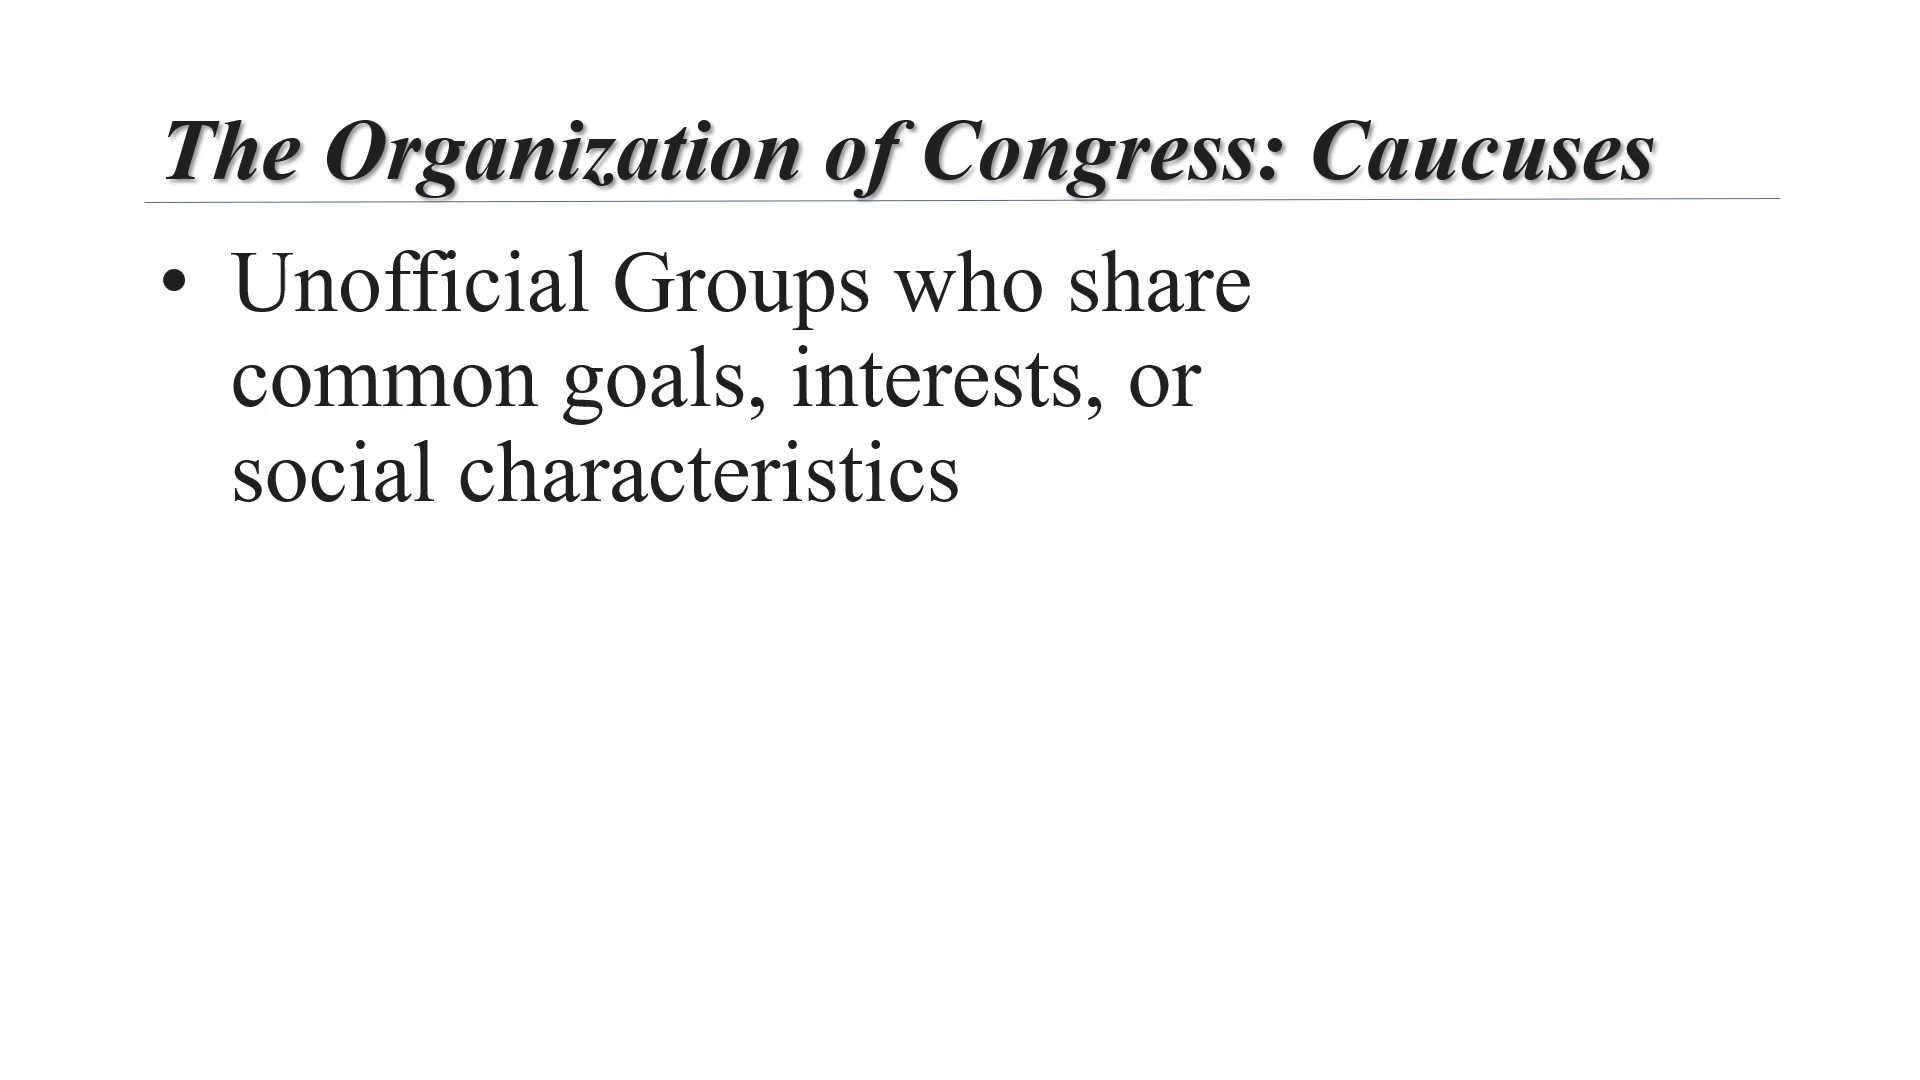 The Organization of Congress: Caucuses
• Unofficial Groups who share
common goals, interests, or
social characteristics